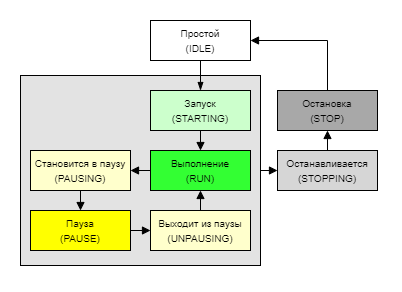 Простой
(IDLE)
Запуск
(STARTING)
Остановка
(STOP)
Становится в паузу
(PAUSING)
Выполнение
(RUN)
Останавливается
(STOPPING)
Пауза
(PAUSE)
Выходит из паузы
(UNPAUSING)